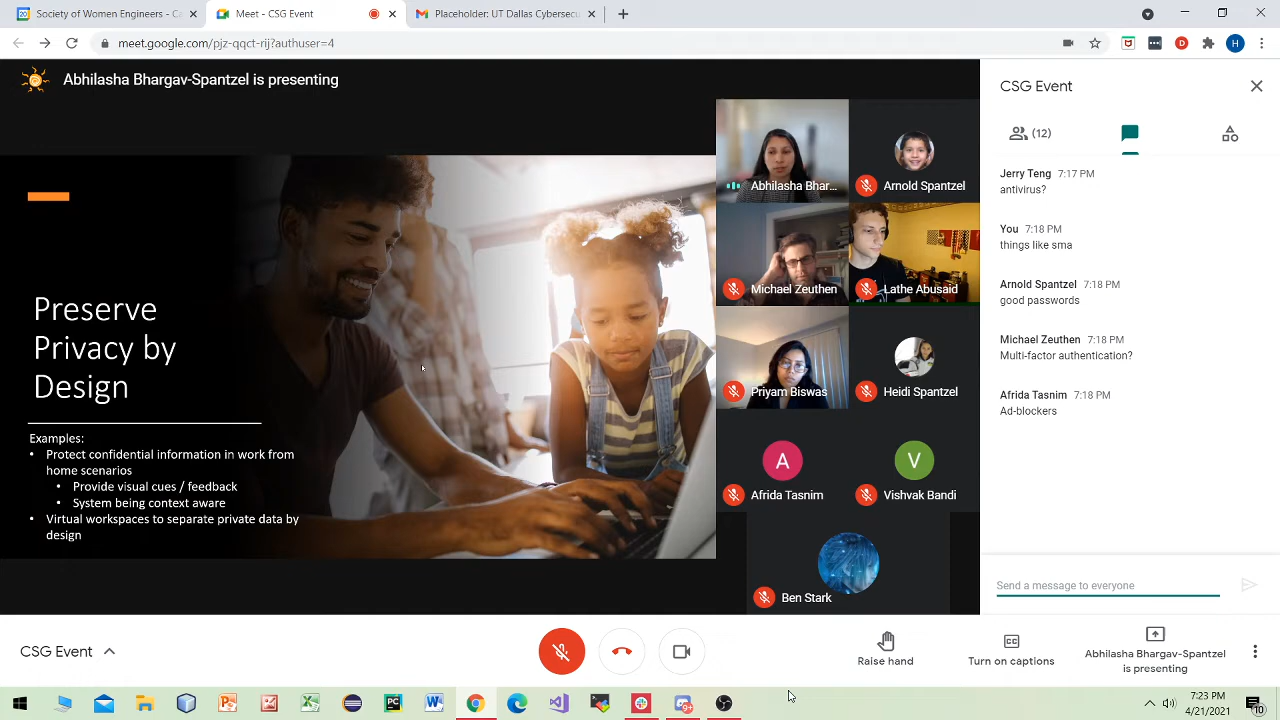 Society of Women Engineers - Ca
Meet - CSG Event
Placeholder: UT Dallas Cybersecu
meet.google.com/pjz-qqct-rij?authuser=4
H
Abhilasha Bhargav-Spantzel is presenting
Preserve
Privacy by
Design
Examples:
• Protect confidential information in work from
home scenarios
• Provide visual cues / feedback
• System being context aware
• Virtual workspaces to separate private data by
design
Abhilasha Bhar...
Arnold Spantzel
Michael Zeuthen
Lathe Abusaid
Priyam Biswas
Heidi Spantzel
A
Afrida Tasnim
V
Vishvak Bandi
Ben Stark
CSG Event
(12)
Jerry Teng 7:17 PM
antivirus?
You 7:18 PM
things like sma
Arnold Spantzel 7:18 PM
good passwords
Michael Zeuthen 7:18 PM
Multi-factor authentication?
Afrida Tasnim 7:18 PM
Ad-blockers
Send a message to everyone
CSG Event
Raise hand
CC
Turn on captions
Abhilasha Bhargav-Spantzel
is presenting
PC
9+
7:23 PM
4/21/2021
10